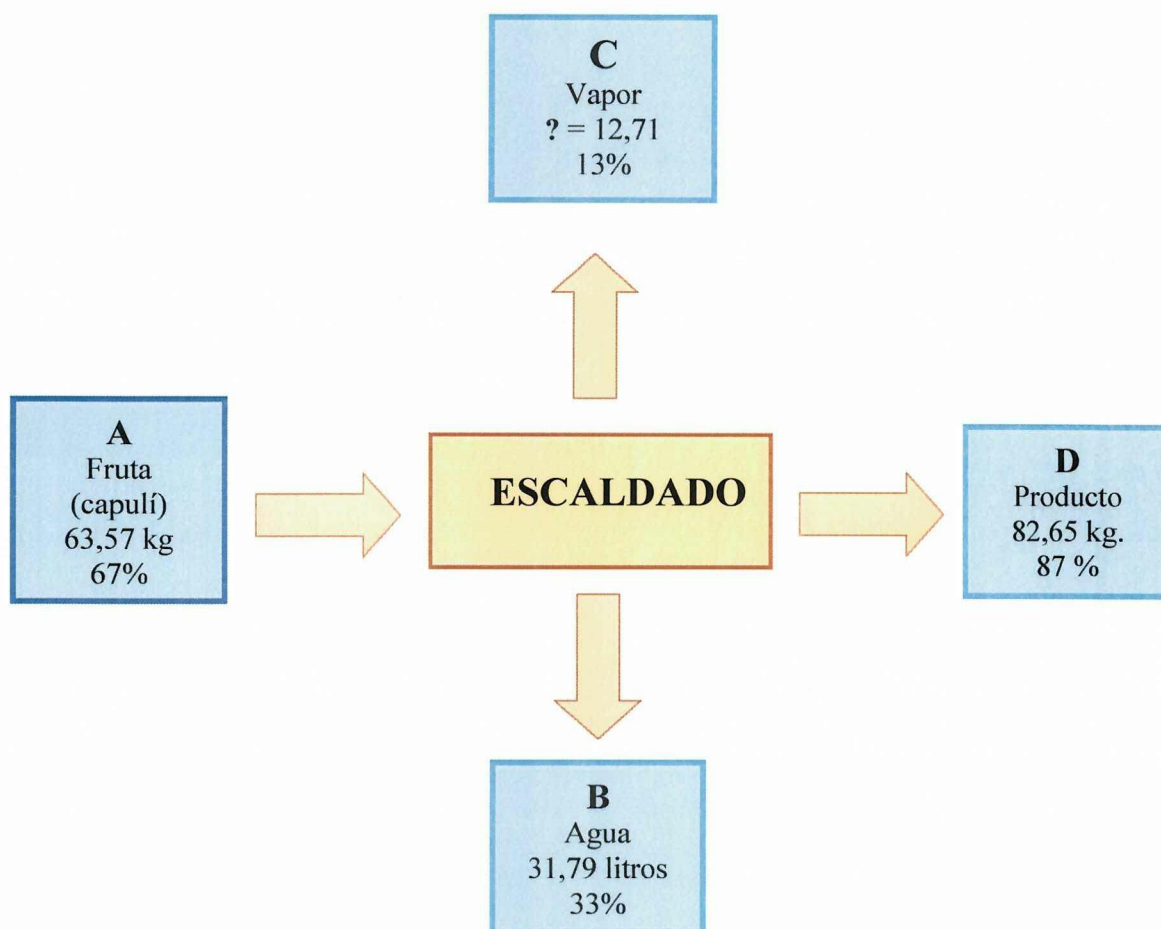 C
Vapor
? = 12,71
13%
A
Fruta
(capulí)
63,57 kg
67%
ESCALDADO
D
Producto
82,65 kg.
87 %
B
Agua
31,79 litros
33%